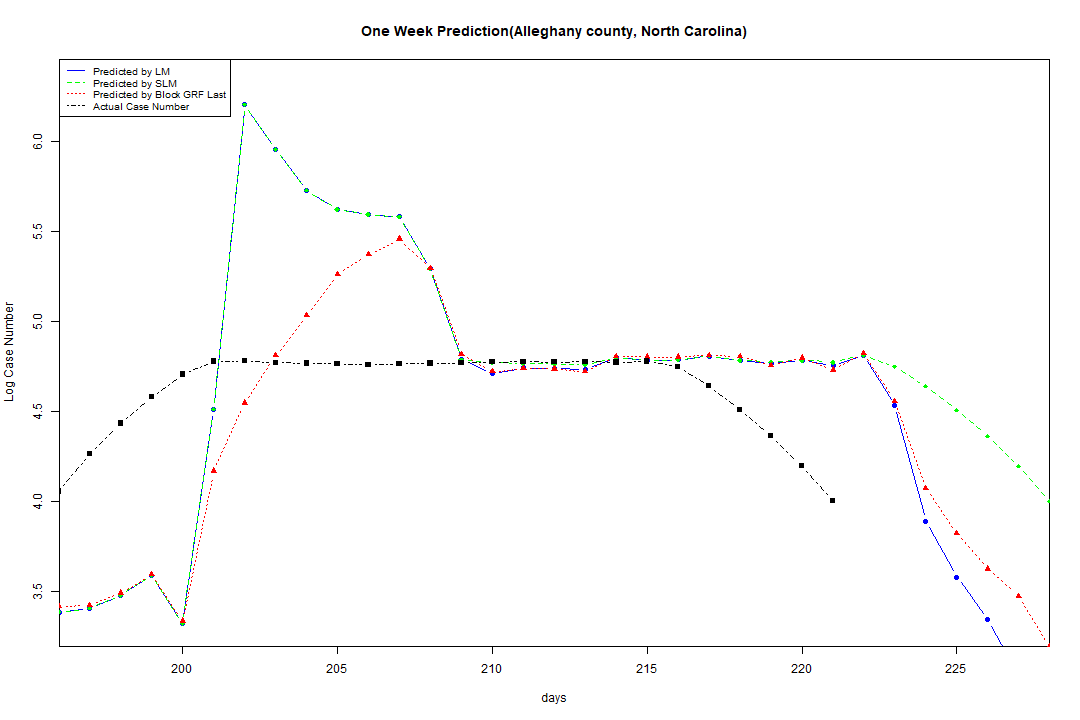 One Week Prediction(Alleghany county, North Carolina)
Predicted by LM
Predicted by SLM
Predicted by Block GRF Last
Actual Case Number
6.0
5.5
5.0
4.5
4.0
3.5
Log Case Number
200 205 210 215 220 225
days